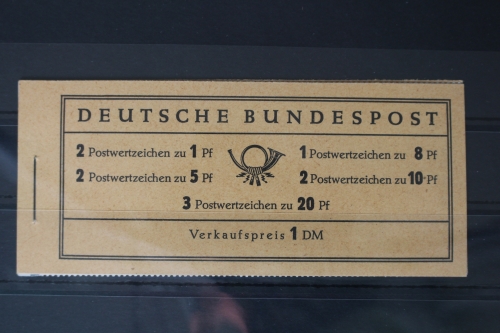 DEUTSCHE BUNDESPOST
2 Postwertzeichen zu 1 Pf 1 Postwertzeichen zu 8 Pf
2 Postwertzeichen zu 5 Pf 2 Postwertzeichen zu 10 Pf
3 Postwertzeichen zu 20 Pf
Verkaufspreis 1 DM